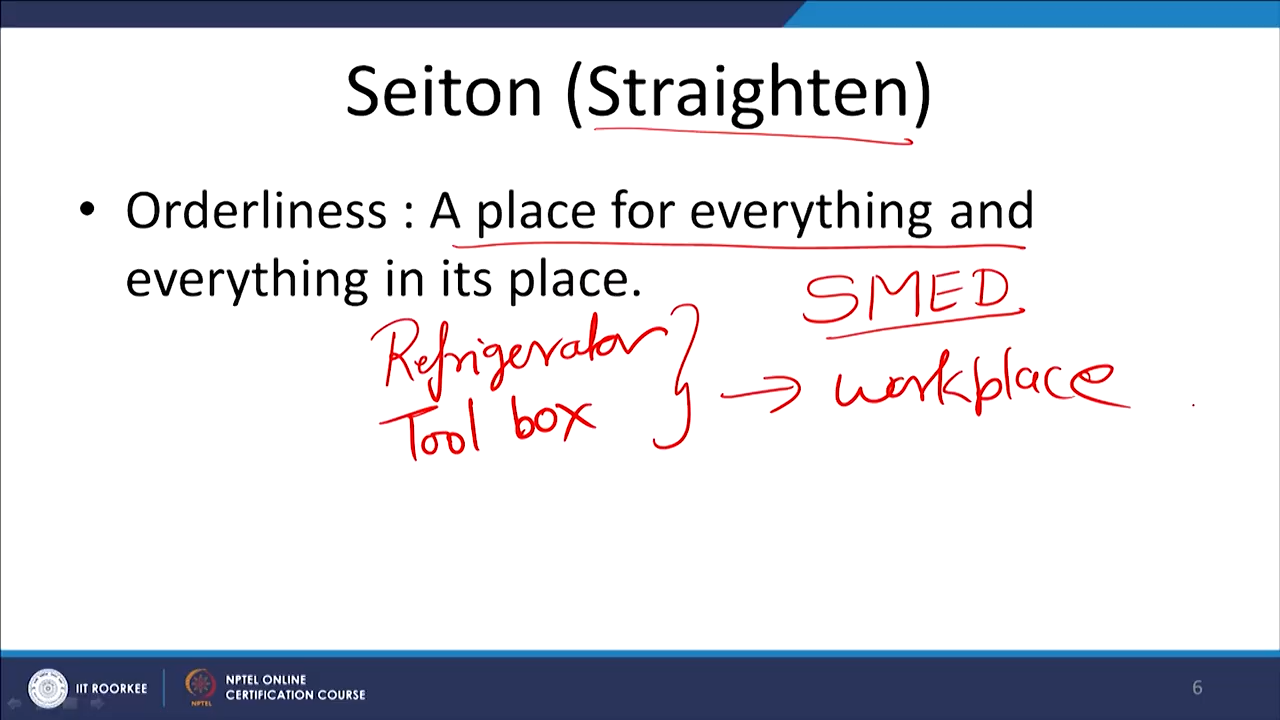 Seiton (Straighten)
• Orderliness : A place for everything and
everything in its place.
SMED
Refrigerator
Tool box
→ workplace
IIT ROORKEE
NPTEL ONLINE
CERTIFICATION COURSE
NPTEL
6